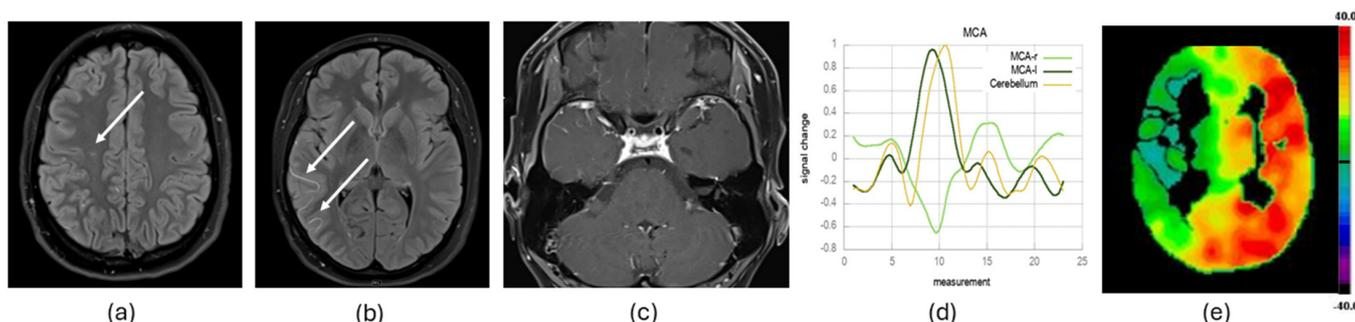 MCA
MCA-r
MCA-l
Cerebellum
signal change
1
0.8
0.6
0.4
0.2
0
-0.2
-0.4
-0.6
-0.8
0
5
10
15
20
25
measurement
40.0
-40.0
(a)
(b)
(c)
(d)
(e)